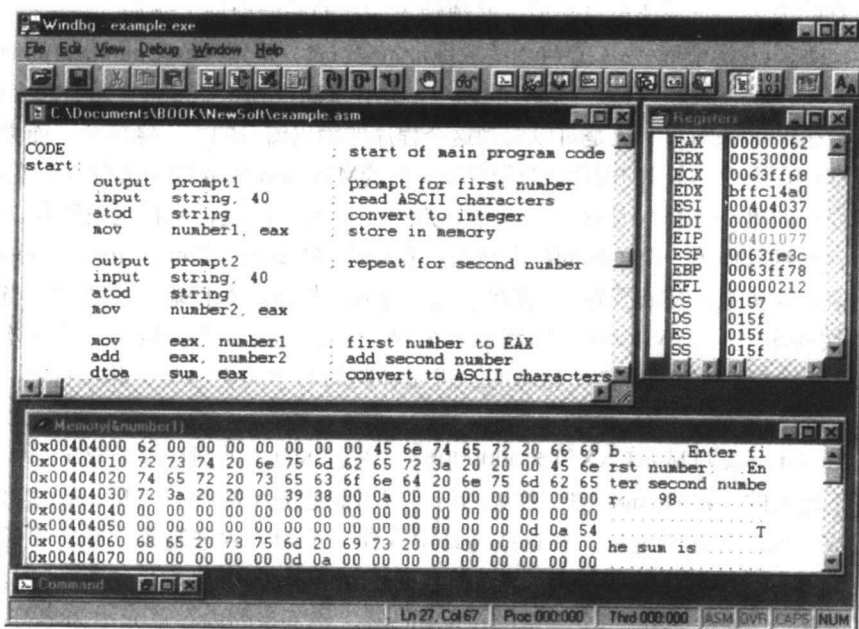 Windbg - example exe
File Edit View Debug Window Help
C:\Documents\BOOK\NewSoft\example.asm
CODE ; start of main program code
start:
output prompt1 ; prompt for first number
input string, 40 ; read ASCII characters
atod string ; convert to integer
mov number1, eax ; store in memory
output prompt2 ; repeat for second number
input string, 40
atod string
mov number2, eax
mov eax, number1 ; first number to EAX
add eax, number2 ; add second number
dtoa sum, eax ; convert to ASCII characters
Registers
EAX 00000062
EBX 00530000
ECX 0063ff68
EDX bffc14a0
ESI 00404037
EDI 00000000
EIP 00401077
ESP 0063fe3c
EBP 0063ff78
EFL 00000212
CS 0157
DS 015f
ES 015f
SS 015f
Memory(&number1)
0x00404000 62 00 00 00 00 00 00 00 45 6e 74 65 72 20 66 69 b.......Enter fi
0x00404010 72 73 74 20 6e 75 6d 62 65 72 3a 20 20 00 45 6e rst number: .En
0x00404020 74 65 72 20 73 65 63 6f 6e 64 20 6e 75 6d 62 65 ter second numbe
0x00404030 72 3a 20 20 00 39 38 00 0a 00 00 00 00 00 00 00 r: .98.........
0x00404040 00 00 00 00 00 00 00 00 00 00 00 00 00 00 00 00 ................
0x00404050 00 00 00 00 00 00 00 00 00 00 00 00 00 0d 0a 54 ...............T
0x00404060 68 65 20 73 75 6d 20 69 73 20 00 00 00 00 00 00 he sum is ......
0x00404070 00 00 00 00 00 0d 0a 00 00 00 00 00 00 00 00 00 ................
Command
Ln 27, Col 67 Proc 000:000 Thrd 000:000 ASM OVR CAPS NUM